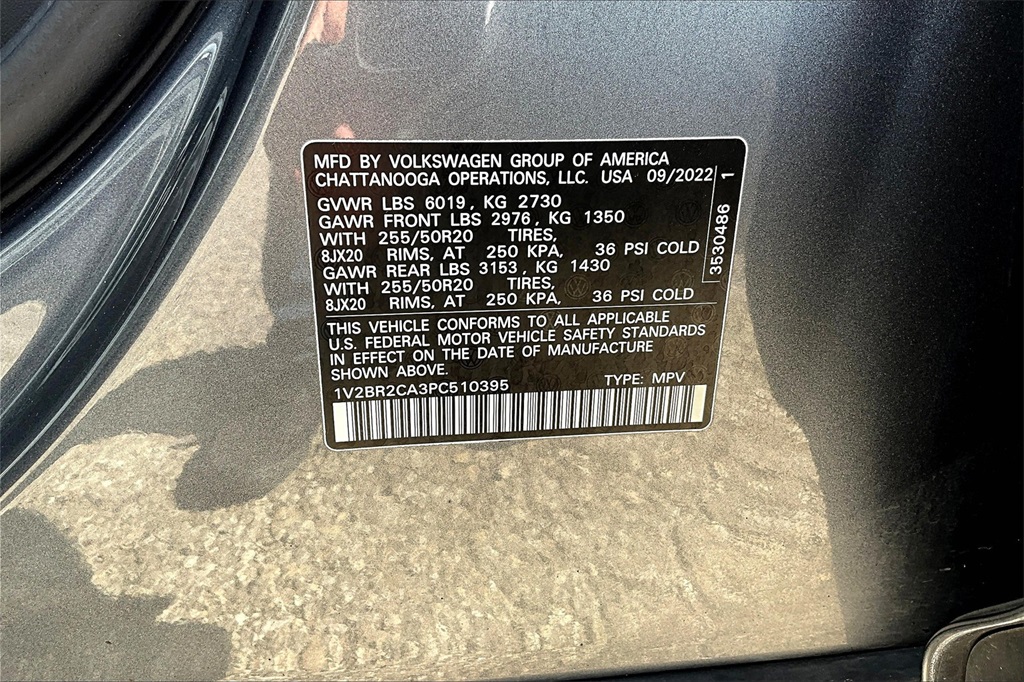 MFD BY VOLKSWAGEN GROUP OF AMERICA
CHATTANOOGA OPERATIONS, LLC. USA 09/2022
GVWR LBS 6019, KG 2730
GAWR FRONT LBS 2976, KG 1350
WITH 255/50R20 TIRES,
8JX20 RIMS, AT 250 KPA, 36 PSI COLD
GAWR REAR LBS 3153, KG 1430
WITH 255/50R20 TIRES,
8JX20 RIMS, AT 250 KPA, 36 PSI COLD
3530486 1
THIS VEHICLE CONFORMS TO ALL APPLICABLE
U.S. FEDERAL MOTOR VEHICLE SAFETY STANDARDS
IN EFFECT ON THE DATE OF MANUFACTURE
SHOWN ABOVE.
1V2BR2CA3PC510395 TYPE: MPV